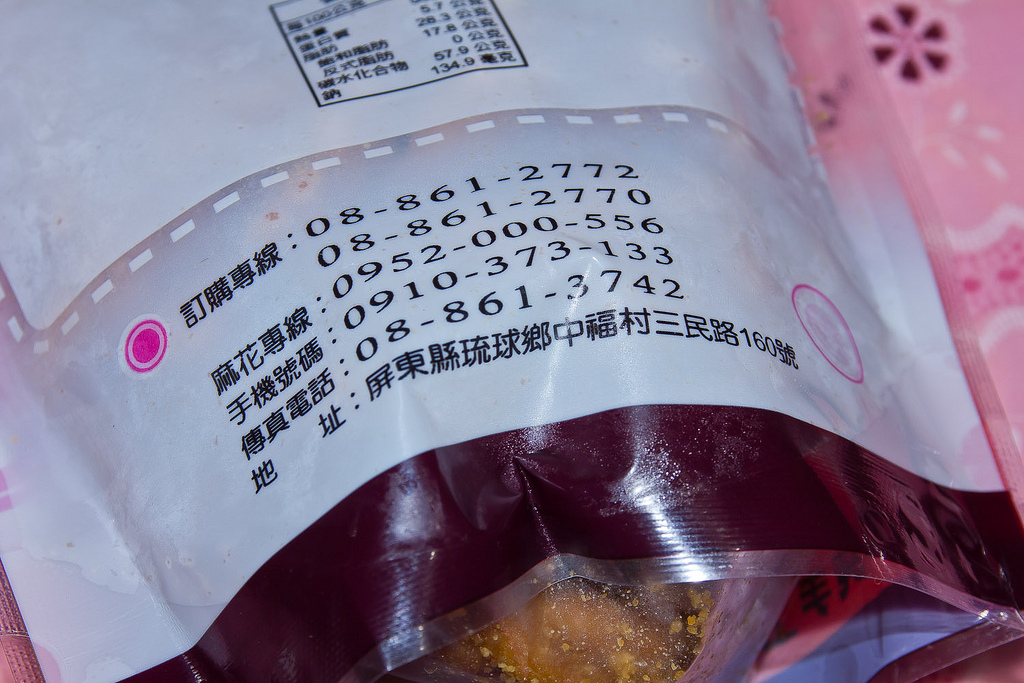 每100公克
熱量
蛋白質 5.7 公克
脂肪 28.3 公克
飽和脂肪 17.8 公克
反式脂肪 0 公克
碳水化合物 57.9 公克
鈉 134.9 毫克
訂購專線：08-861-2772
08-861-2770
麻花專線：0952-000-556
手機號碼：0910-373-133
傳真電話：08-861-3742
地址：屏東縣琉球鄉中福村三民路160號